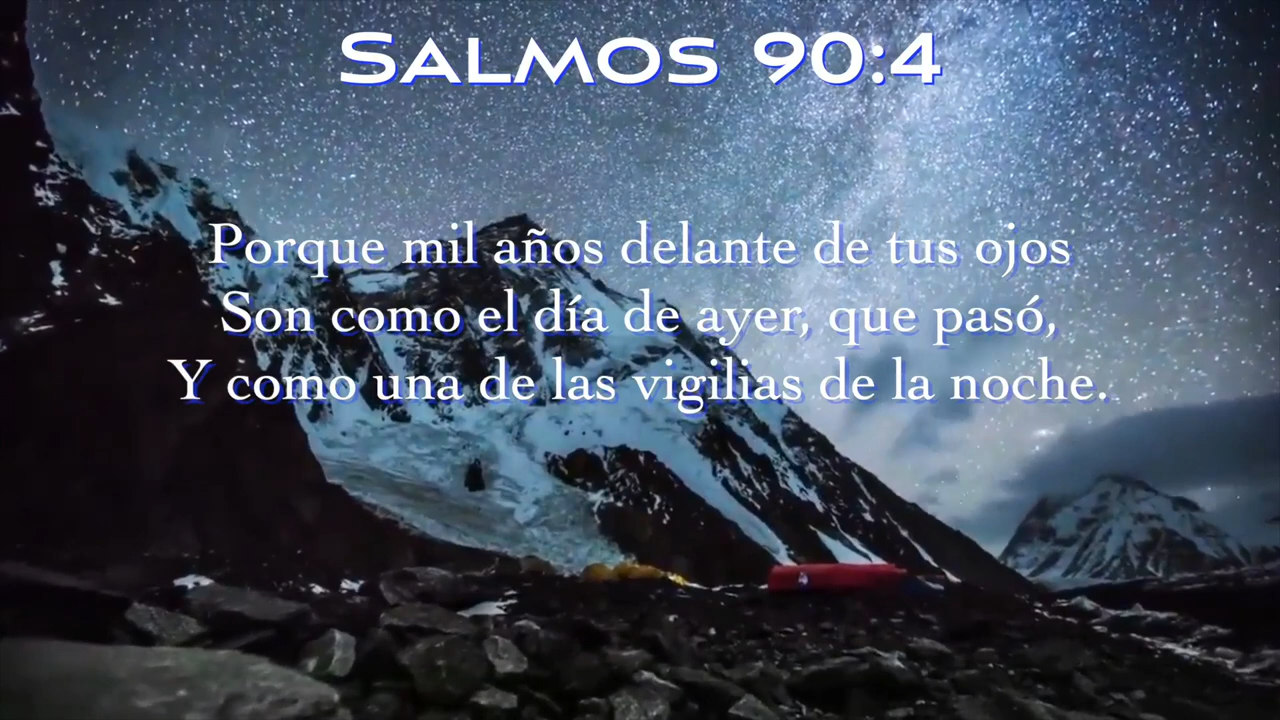 Salmos 90:4
Porque mil años delante de tus ojos
Son como el día de ayer, que pasó,
Y como una de las vigilias de la noche.